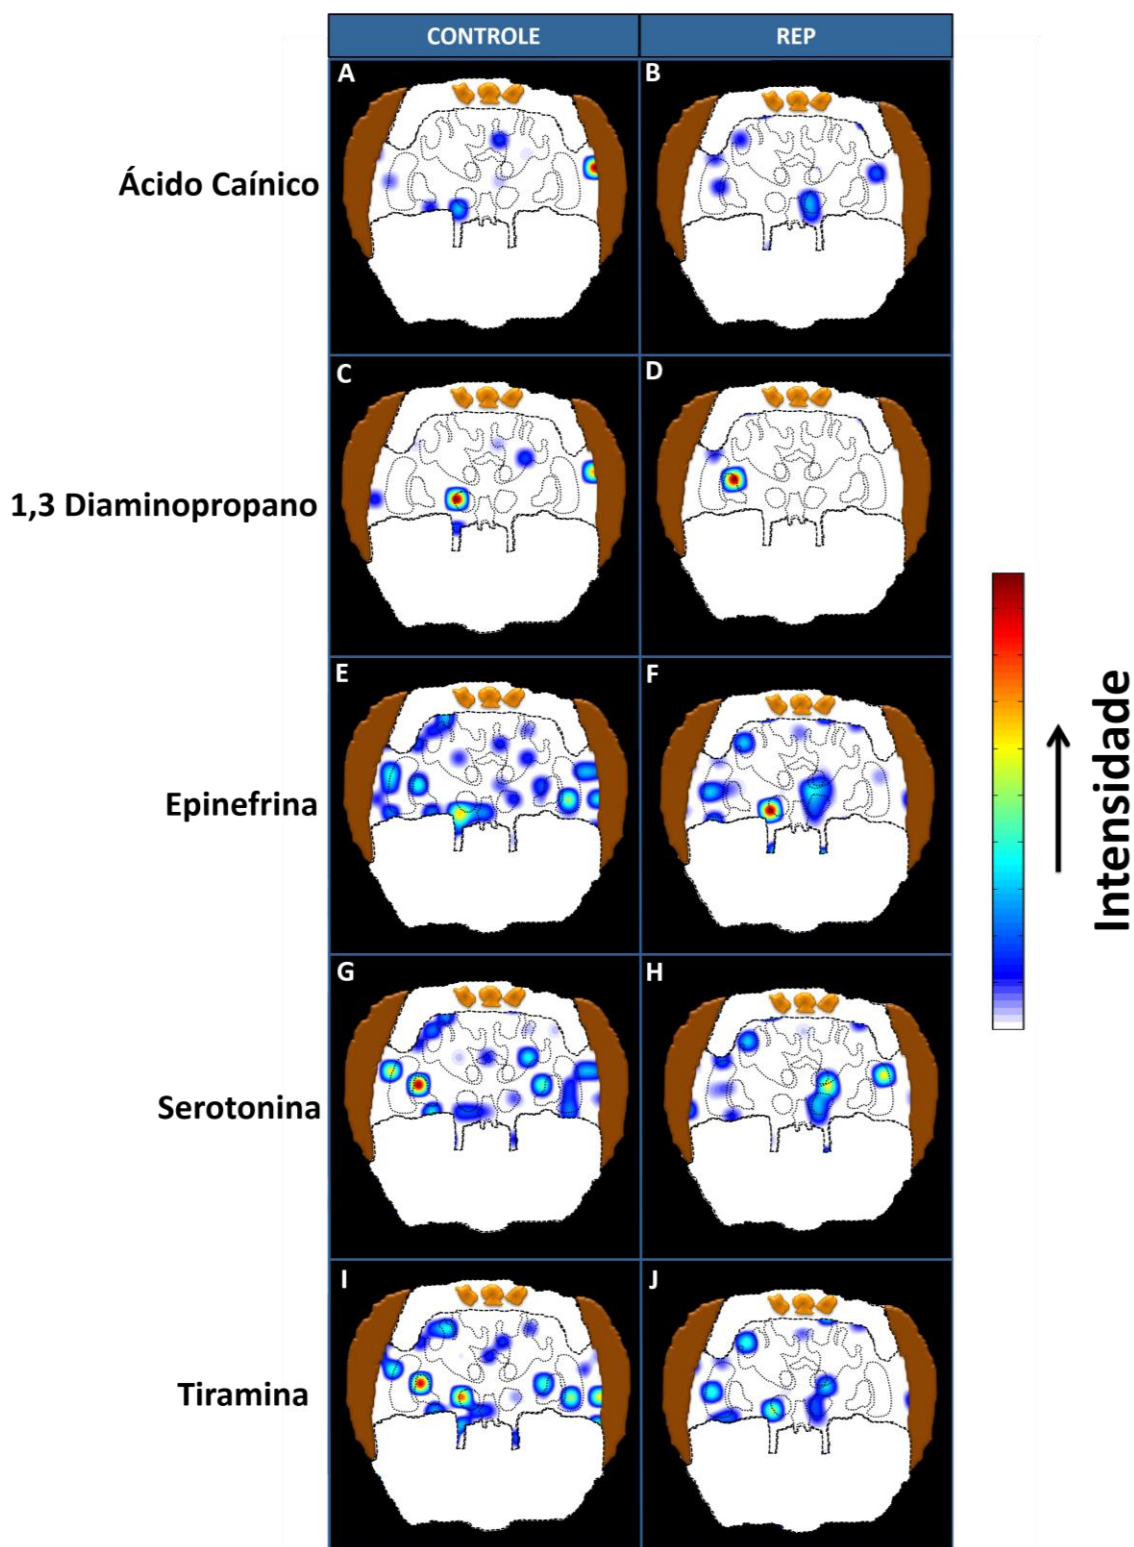 CONTROLE REP
A B
Ácido Caínico
C D
1,3 Diaminopropano
E F
Epinefrina
Intensidade
G H
Serotonina
I J
Tiramina